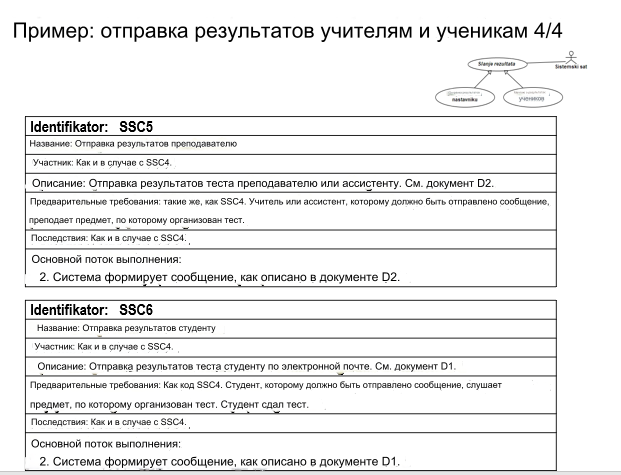 Пример: отправка результатов учителям и ученикам 4/4
Slanje rezultata
Sistemski sat
nastavniku
учеников
Identifikator: SSC5
Название: Отправка результатов преподавателю
Участник: Как и в случае с SSC4.
Описание: Отправка результатов теста преподавателю или ассистенту. См. документ D2.
Предварительные требования: такие же, как SSC4. Учитель или ассистент, которому должно быть отправлено сообщение,
преподает предмет, по которому организован тест.
Последствия: Как и в случае с SSC4.
Основной поток выполнения:
2. Система формирует сообщение, как описано в документе D2.
Identifikator: SSC6
Название: Отправка результатов студенту
Участник: Как и в случае с SSC4.
Описание: Отправка результатов теста студенту по электронной почте. См. документ D1.
Предварительные требования: Как код SSC4. Студент, которому должно быть отправлено сообщение, слушает
предмет, по которому организован тест. Студент сдал тест.
Последствия: Как и в случае с SSC4.
Основной поток выполнения:
2. Система формирует сообщение, как описано в документе D1.